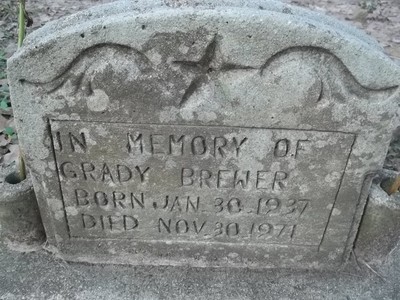 IN MEMORY OF
GRADY BREWER
BORN JAN 30 1937
DIED NOV 30 1971